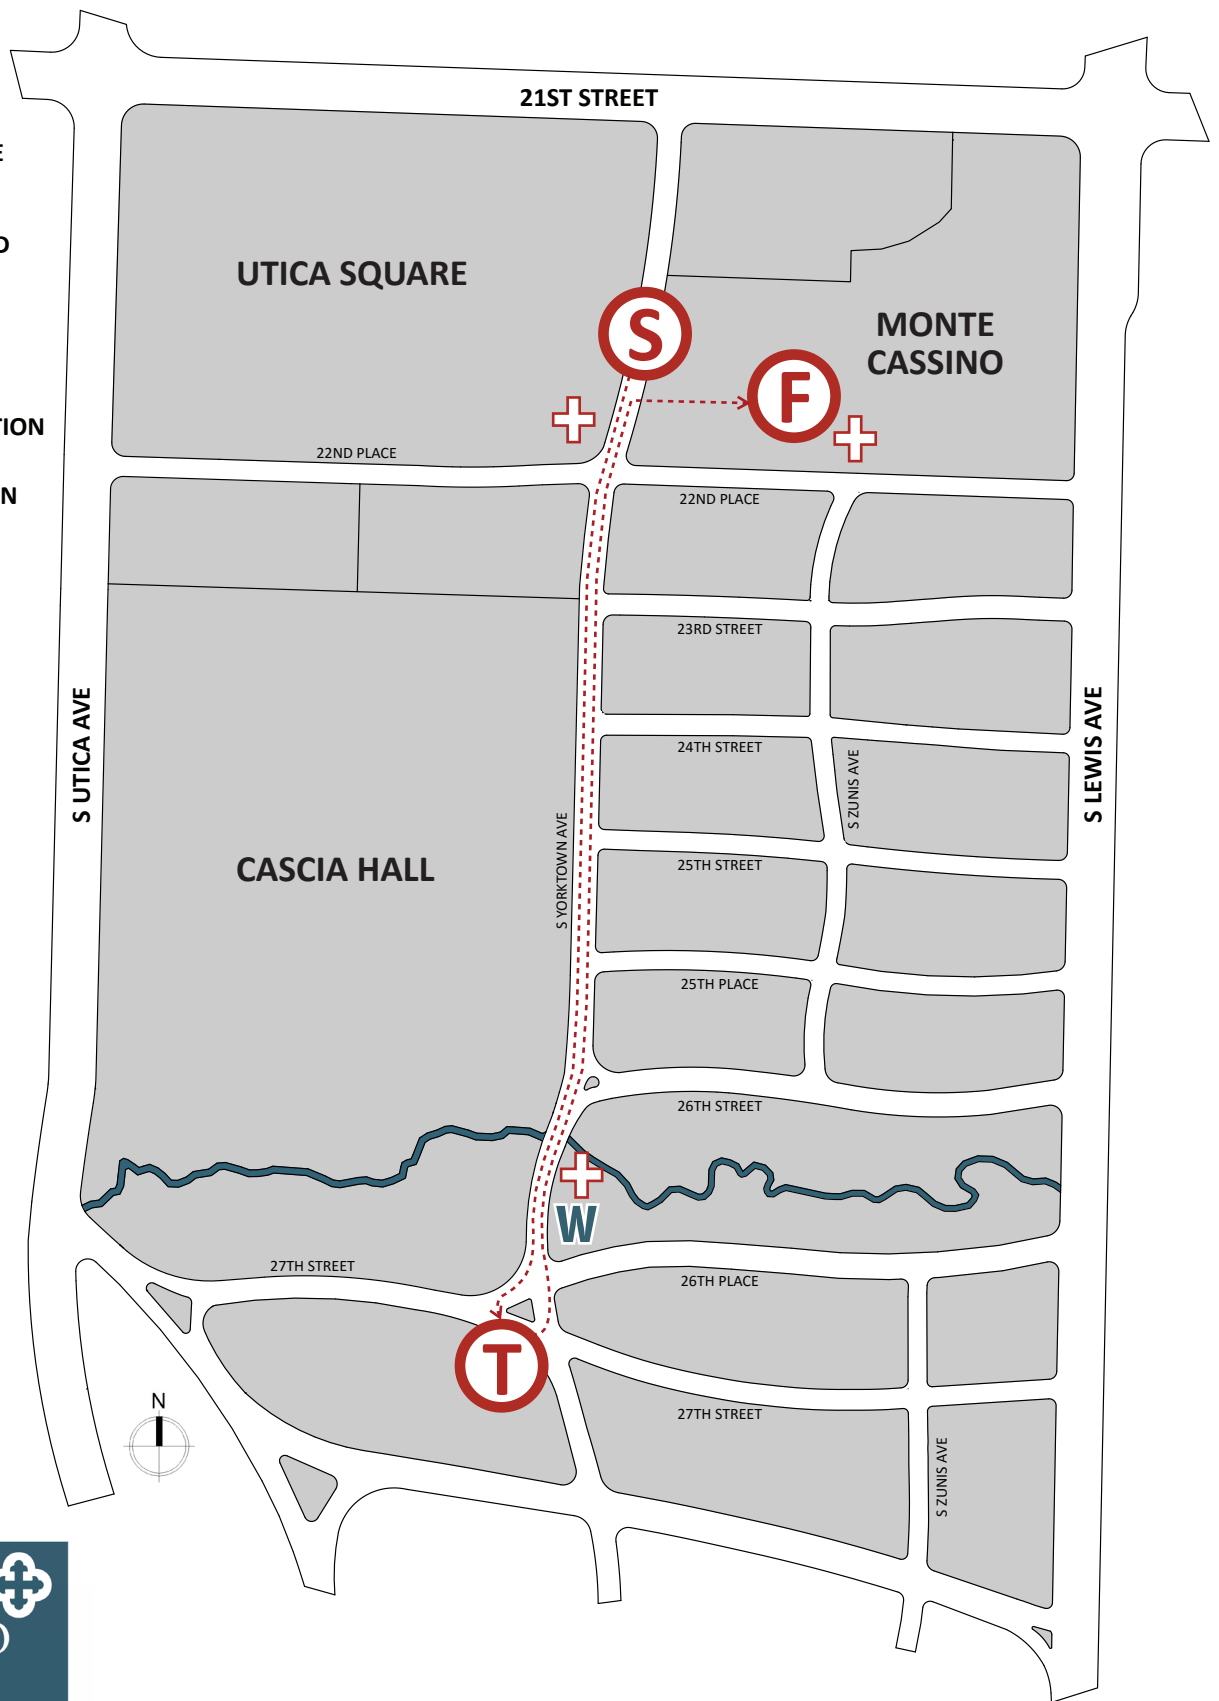 21ST STREET
E
D
TION
N
UTICA SQUARE
MONTE
CASSINO
S
F
22ND PLACE
22ND PLACE
23RD STREET
24TH STREET
S ZUNIS AVE
S UTICA AVE
S LEWIS AVE
S YORKTOWN AVE
CASCIA HALL
25TH STREET
25TH PLACE
26TH STREET
W
27TH STREET
26TH PLACE
T
N
27TH STREET
S ZUNIS AVE